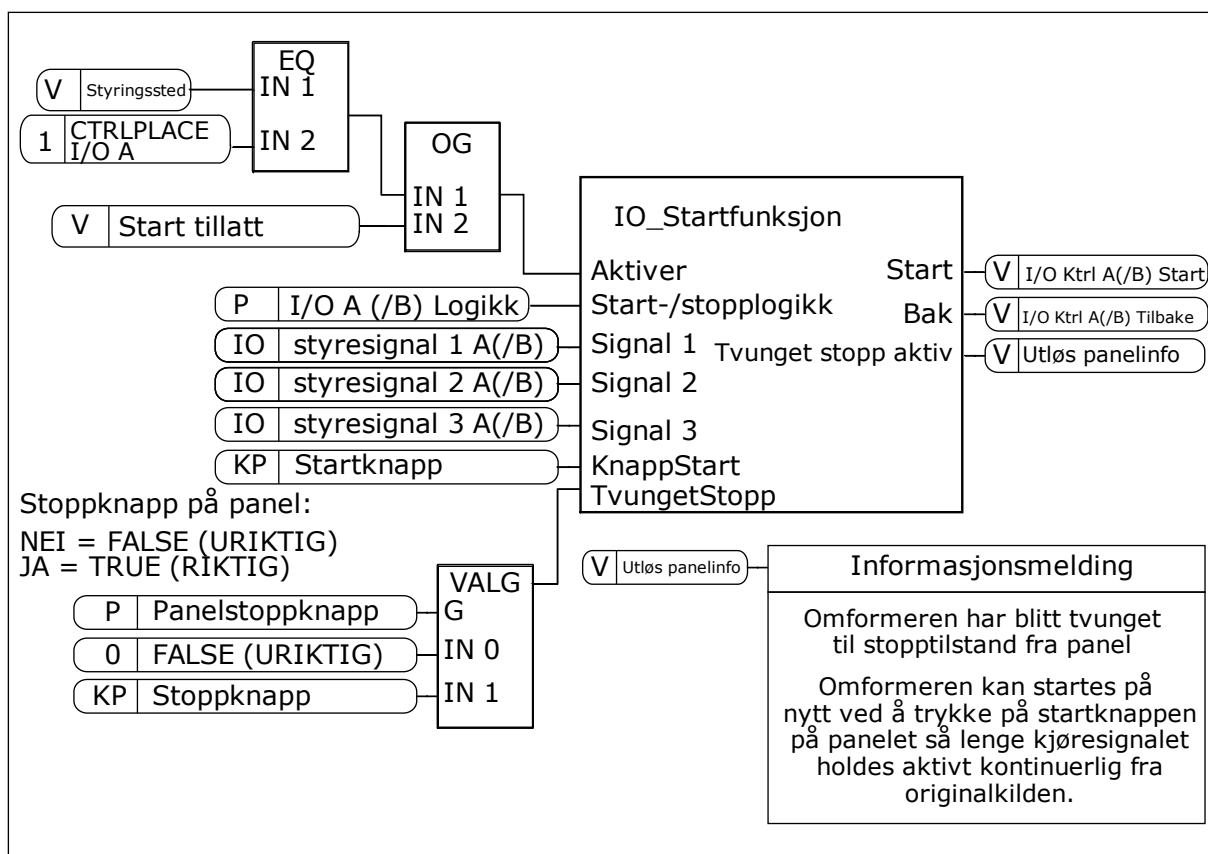 EQ
V Styringssted IN 1
1 CTRLPLACE
I/O A
IN 2
OG
IN 1
V Start tillatt IN 2
IO_Startfunksjon
Aktiver Start V I/O Ktrl A(/B) Start
P I/O A (/B) Logikk Start-/stopplogikk Bak V I/O Ktrl A(/B) Tilbake
IO styresignal 1 A(/B) Signal 1 Tvunget stopp aktiv V Utløs panelinfo
IO styresignal 2 A(/B) Signal 2
IO styresignal 3 A(/B) Signal 3
KP Startknapp KnappStart
TvungetStopp
Stoppknapp på panel:
NEI = FALSE (URIKTIG)
JA = TRUE (RIKTIG)
VALG
P Panelstoppknapp G
0 FALSE (URIKTIG) IN 0
KP Stoppknapp IN 1
V Utløs panelinfo Informasjonsmelding
Omformeren har blitt tvunget
til stopptilstand fra panel
Omformeren kan startes på
nytt ved å trykke på startknappen
på panelet så lenge kjøresignalet
holdes aktivt kontinuerlig fra
originalkilden.